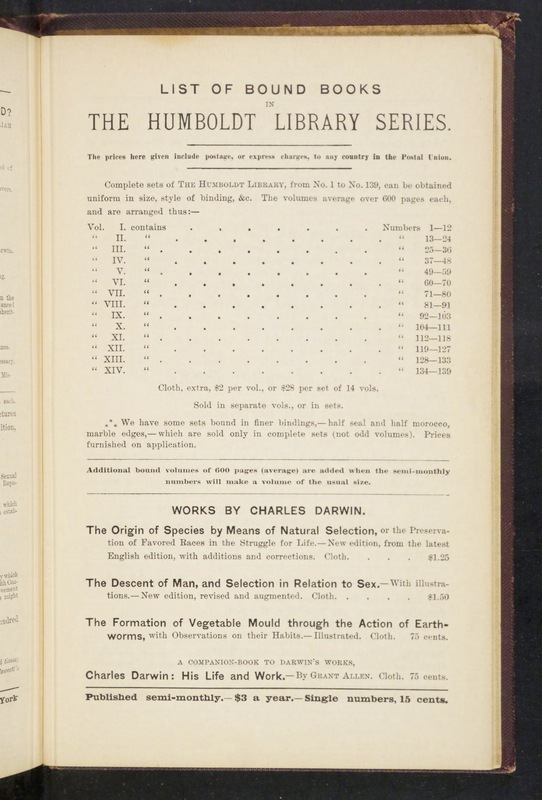 LIST OF BOUND BOOKS
IN
THE HUMBOLDT LIBRARY SERIES.
The prices here given include postage, or express charges, to any country in the Postal Union.
Complete sets of THE HUMBOLDT LIBRARY, from No. 1 to No. 139, can be obtained
uniform in size, style of binding, &c. The volumes average over 600 pages each,
and are arranged thus:—
Vol. I. contains . . . . . . . Numbers 1—12
“ II. “ . . . . . . . . “ 13—24
“ III. “ . . . . . . . . “ 25—36
“ IV. “ . . . . . . . . “ 37—48
“ V. “ . . . . . . . . “ 49—59
“ VI. “ . . . . . . . . “ 60—70
“ VII. “ . . . . . . . . “ 71—80
“ VIII. “ . . . . . . . . “ 81—91
“ IX. “ . . . . . . . . “ 92—103
“ X. “ . . . . . . . . “ 104—111
“ XI. “ . . . . . . . . “ 112—118
“ XII. “ . . . . . . . . “ 119—127
“ XIII. “ . . . . . . . . “ 128—133
“ XIV. “ . . . . . . . . “ 134—139
Cloth, extra, $2 per vol., or $28 per set of 14 vols.
Sold in separate vols., or in sets.
⁂ We have some sets bound in finer bindings,—half seal and half morocco,
marble edges,—which are sold only in complete sets (not odd volumes). Prices
furnished on application.
Additional bound volumes of 600 pages (average) are added when the semi-monthly
numbers will make a volume of the usual size.
WORKS BY CHARLES DARWIN.
The Origin of Species by Means of Natural Selection, or the Preserva-
tion of Favored Races in the Struggle for Life.—New edition, from the latest
English edition, with additions and corrections. Cloth. . . . $1.25
The Descent of Man, and Selection in Relation to Sex.—With illustra-
tions.—New edition, revised and augmented. Cloth. . . . . $1.50
The Formation of Vegetable Mould through the Action of Earth-
worms, with Observations on their Habits.—Illustrated. Cloth. 75 cents.
A COMPANION-BOOK TO DARWIN'S WORKS,
Charles Darwin: His Life and Work.—By GRANT ALLEN. Cloth. 75 cents.
Published semi-monthly.—$3 a year.—Single numbers, 15 cents.